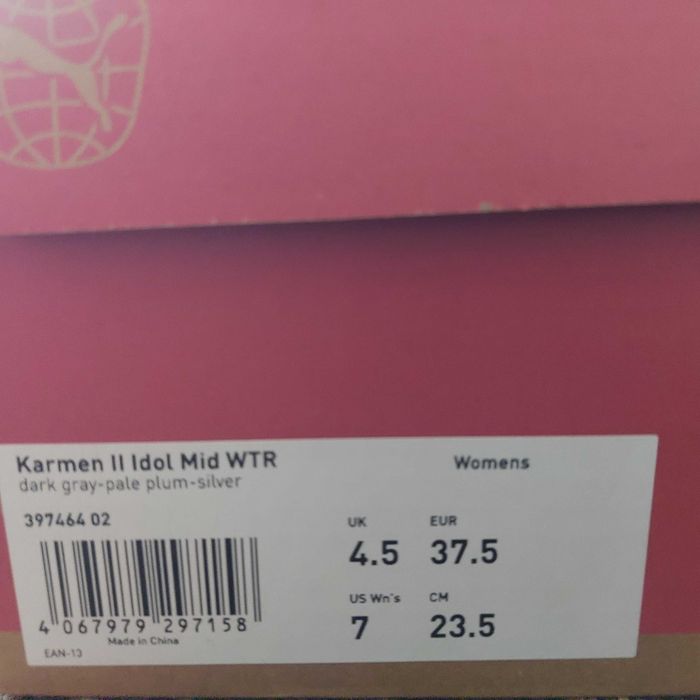 Karmen II Idol Mid WTR
dark gray-pale plum-silver
Womens
397464 02
UK EUR
4.5 37.5
US Wn's CM
7 23.5
4 067979 297158
Made in China
EAN-13